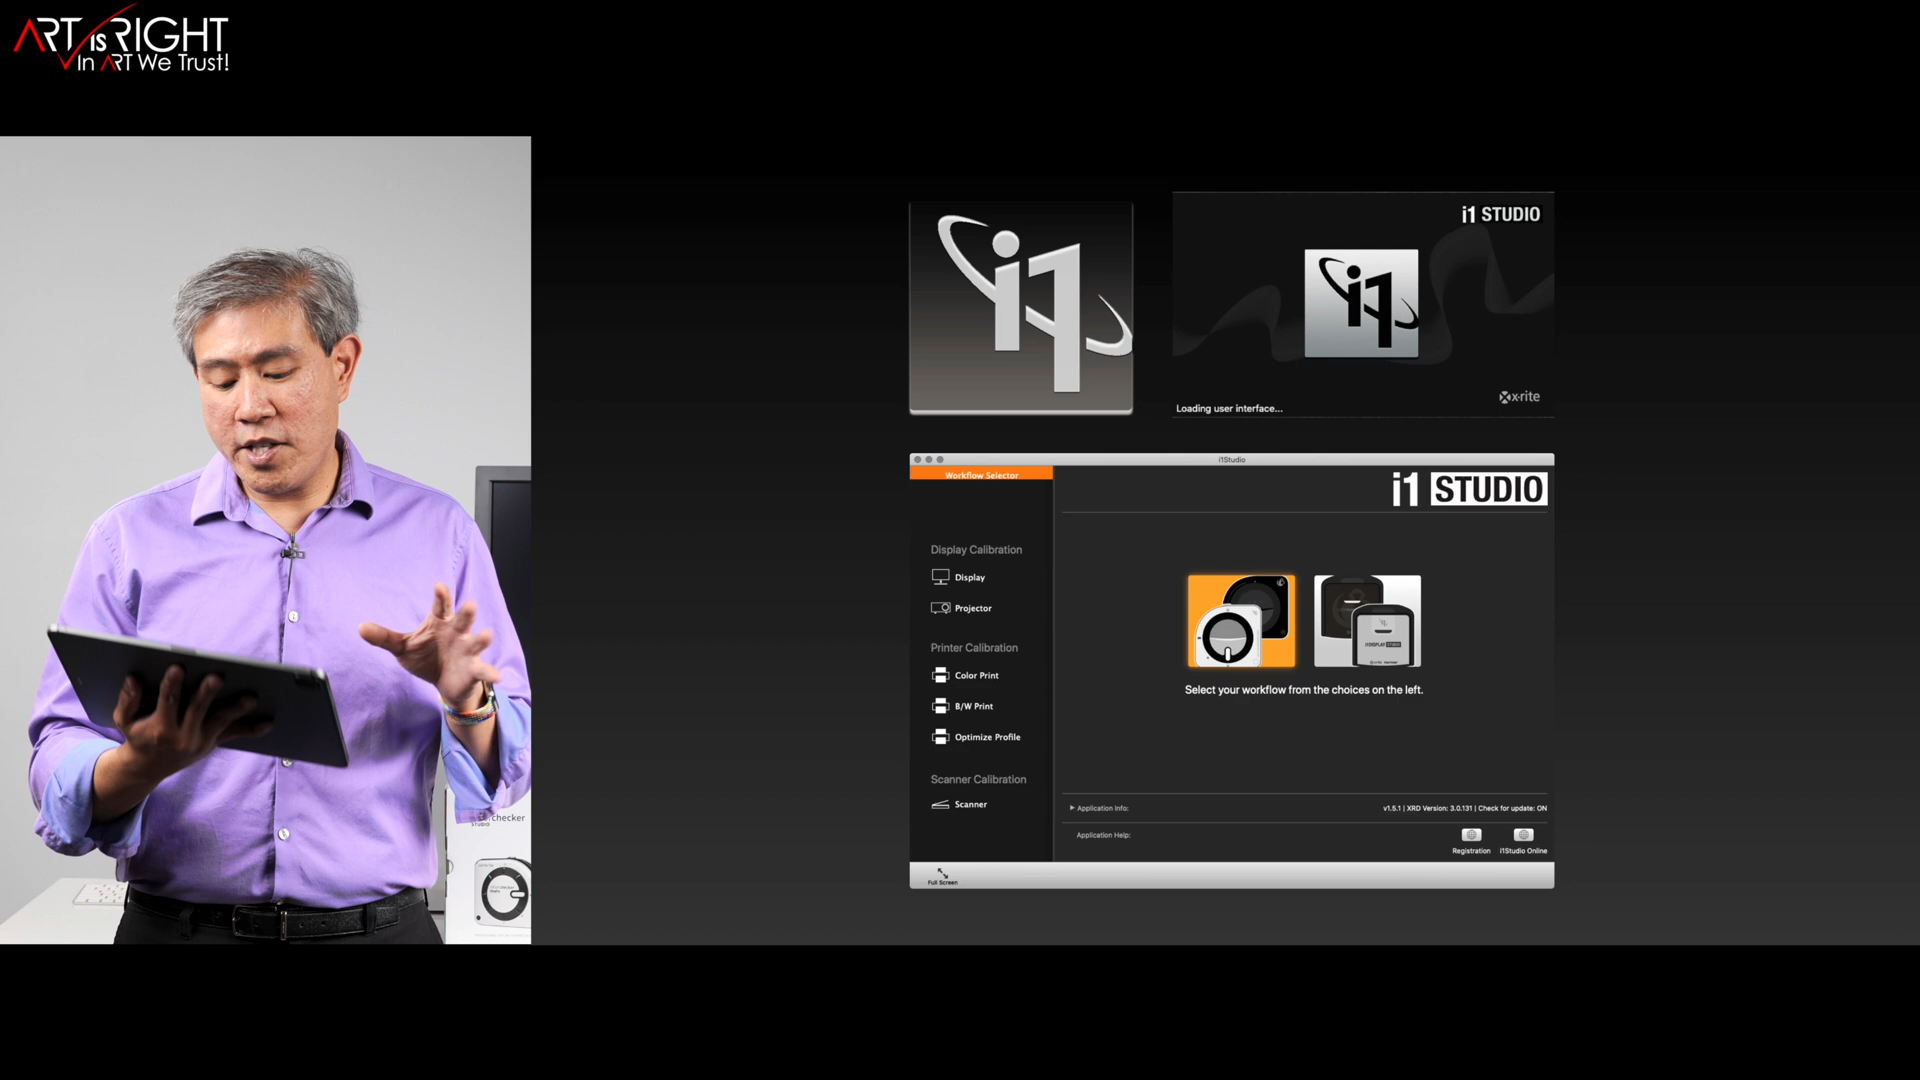 ART is RIGHT
In ART We Trust!
i1
i1 STUDIO
i1
Loading user interface...
x-rite
i1Studio
Workflow Selector
i1 STUDIO
Display Calibration
Display
Projector
Printer Calibration
Color Print
B/W Print
Optimize Profile
Scanner Calibration
Scanner
Select your workflow from the choices on the left.
Application Info:
v1.5.1 | XRD Version: 3.0.131 | Check for update: ON
Application Help:
Registration
i1Studio Online
Full Screen
checker
STUDIO